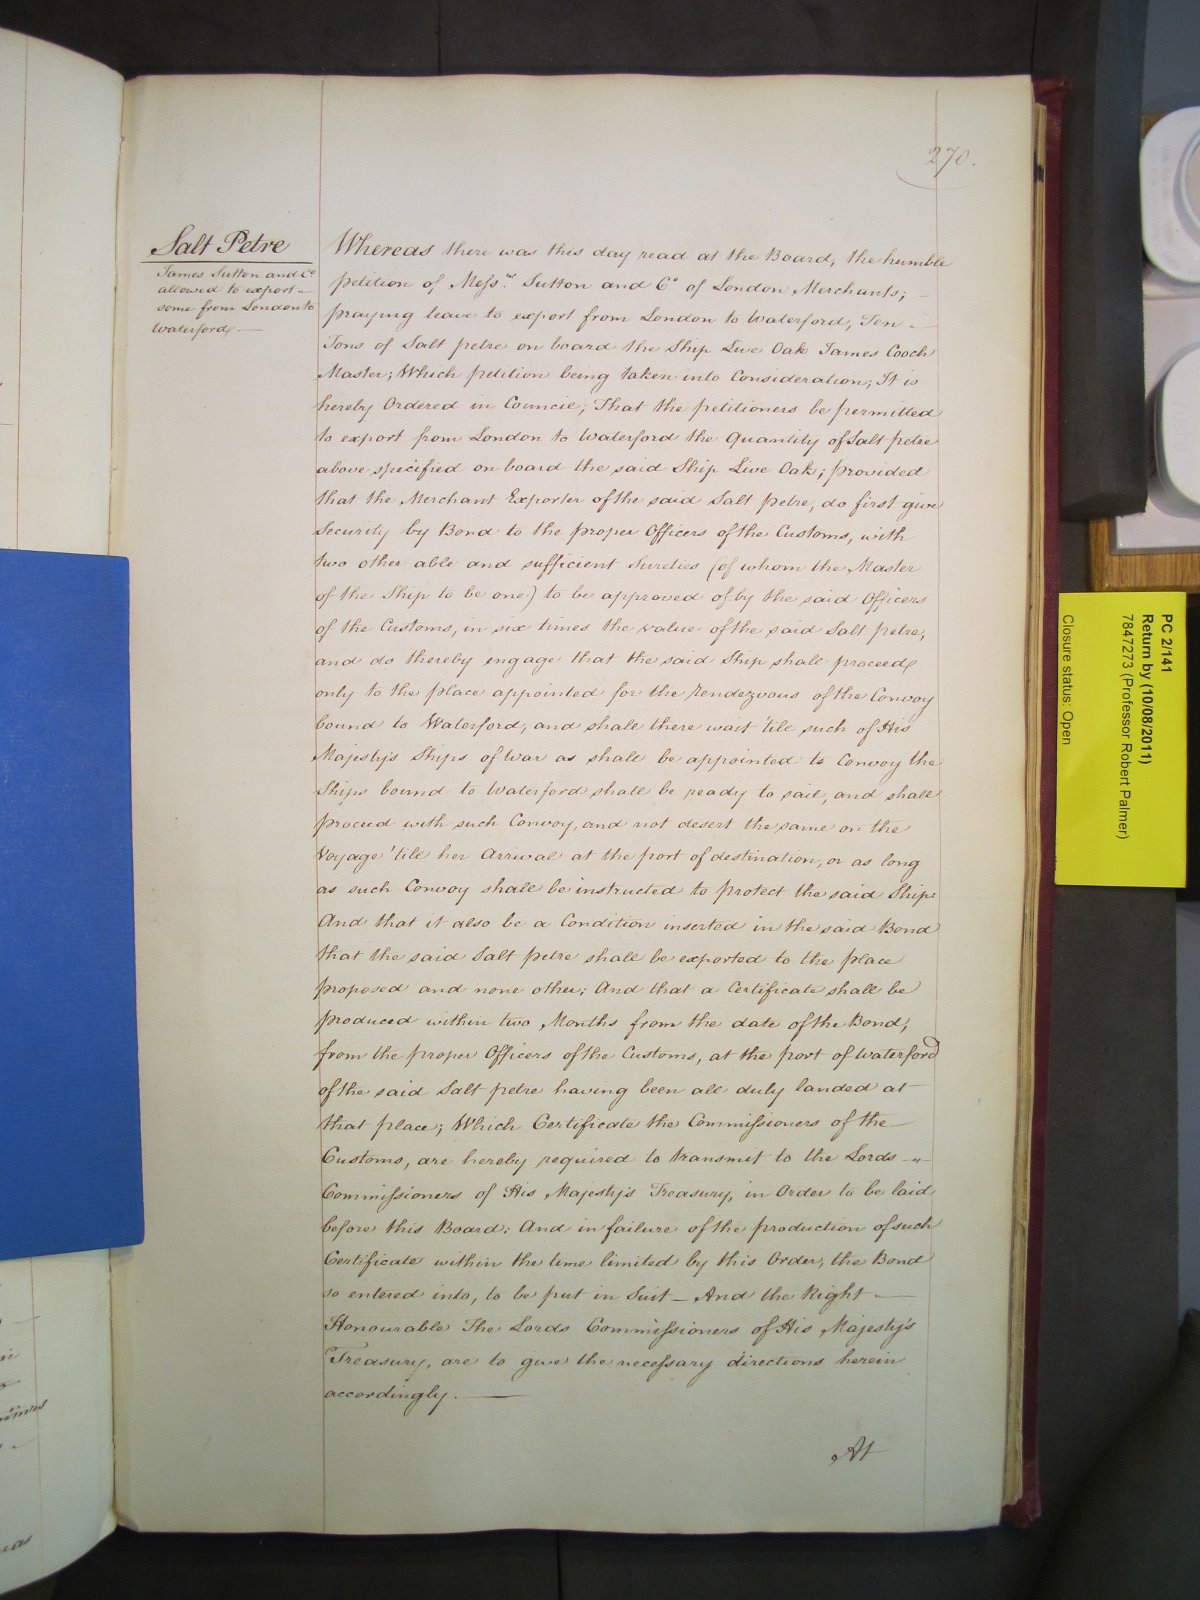 270.
Salt Petre
James Sutton and Co.
allowed to export -
some from London to
Waterford. —
Whereas there was this day read at the Board, the humble
petition of Messrs. Sutton and Co. of London Merchants; —
praying leave to export from London to Waterford, Ten —
Tons of Salt petre on board the Ship Live Oak James Cooch
Master; Which petition being taken into Consideration; It is
hereby Ordered in Council; That the petitioners be permitted
to export from London to Waterford the Quantity of Salt petre
above specified on board the said Ship Live Oak; provided
that the Merchant Exporter of the said Salt petre, do first give
Security by Bond to the proper Officers of the Customs, with
two other able and sufficient Sureties (of whom the Master
of the Ship to be one) to be approved of by the said Officers
of the Customs, in six times the value of the said Salt petre,
and do thereby engage that the said Ship shall proceed
only to the place appointed for the Rendezvous of the Convoy
bound to Waterford, and shall there wait 'till such of His
Majesty's Ships of War as shall be appointed to Convoy the
Ships bound to Waterford shall be ready to sail, and shall
proceed with such Convoy, and not desert the same on the
Voyage 'till her Arrival at the port of destination, or as long
as such Convoy shall be instructed to protect the said Ship:
And that it also be a Condition inserted in the said Bond
that the said Salt petre shall be exported to the place
proposed and none other; And that a Certificate shall be
produced within two Months from the date of the Bond,
from the proper Officers of the Customs, at the port of Waterford
of the said Salt petre having been all duly landed at
that place; Which Certificate the Commissioners of the
Customs, are hereby required to transmit to the Lords —
Commissioners of His Majesty's Treasury, in Order to be laid
before this Board: And in failure of the production of such
Certificate within the time limited by this Order, the Bond
so entered into, to be put in Suit — And the Right —
Honourable The Lords Commissioners of His Majesty's
Treasury, are to give the necessary directions herein
accordingly. —
At
PC 2/141
Return by (10/08/2011)
7847273 (Professor Robert Palmer)
Closure status: Open